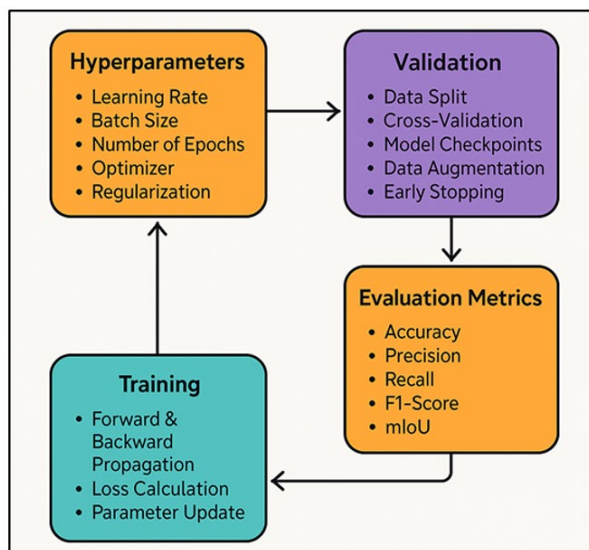 Hyperparameters
• Learning Rate
• Batch Size
• Number of Epochs
• Optimizer
• Regularization
Validation
• Data Split
• Cross-Validation
• Model Checkpoints
• Data Augmentation
• Early Stopping
Evaluation Metrics
• Accuracy
• Precision
• Recall
• F1-Score
• mIoU
Training
• Forward &
Backward
Propagation
• Loss Calculation
• Parameter Update